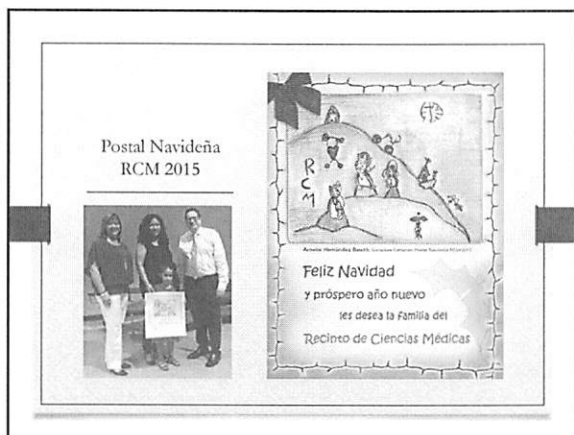 Postal Navideña
RCM 2015
RCM
Feliz Navidad
y próspero año nuevo
les desea la familia del
Recinto de Ciencias Médicas